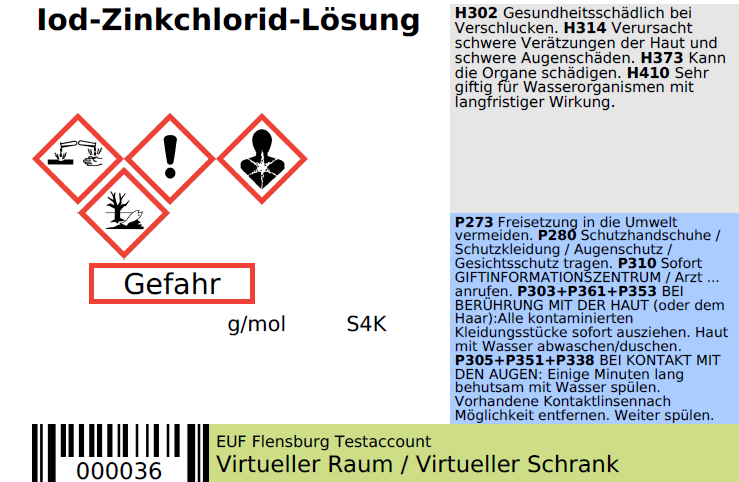 Iod-Zinkchlorid-Lösung
H302 Gesundheitsschädlich bei
Verschlucken. H314 Verursacht
schwere Verätzungen der Haut und
schwere Augenschäden. H373 Kann
die Organe schädigen. H410 Sehr
giftig für Wasserorganismen mit
langfristiger Wirkung.
Gefahr
g/mol S4K
P273 Freisetzung in die Umwelt
vermeiden. P280 Schutzhandschuhe /
Schutzkleidung / Augenschutz /
Gesichtsschutz tragen. P310 Sofort
GIFTINFORMATIONSZENTRUM / Arzt ...
anrufen. P303+P361+P353 BEI
BERÜHRUNG MIT DER HAUT (oder dem
Haar):Alle kontaminierten
Kleidungsstücke sofort ausziehen. Haut
mit Wasser abwaschen/duschen.
P305+P351+P338 BEI KONTAKT MIT
DEN AUGEN: Einige Minuten lang
behutsam mit Wasser spülen.
Vorhandene Kontaktlinsennach
Möglichkeit entfernen. Weiter spülen.
000036
EUF Flensburg Testaccount
Virtueller Raum / Virtueller Schrank